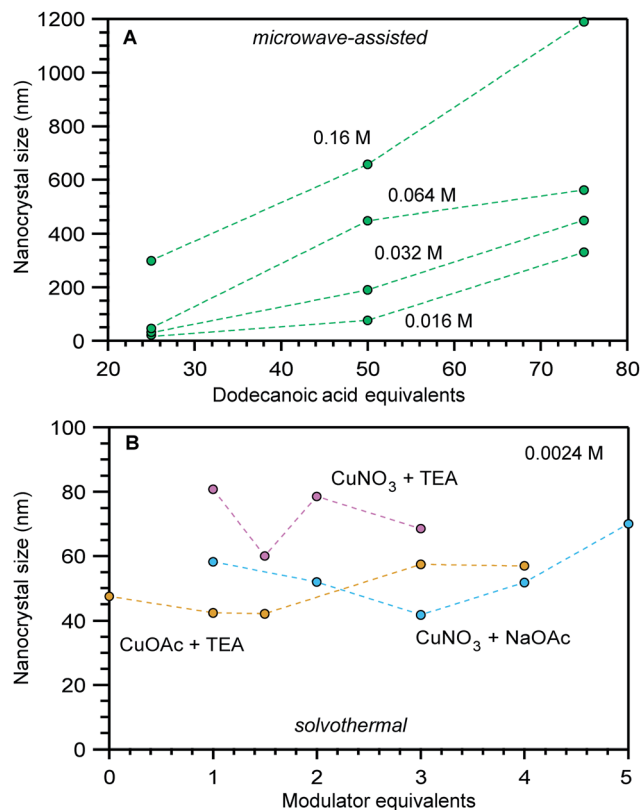 1200
1000
800
600
400
200
0
Nanocrystal size (nm)
A
microwave-assisted
0.16 M
0.064 M
0.032 M
0.016 M
20 30 40 50 60 70 80
Dodecanoic acid equivalents
100
80
60
40
20
0
Nanocrystal size (nm)
B
0.0024 M
CuNO₃ + TEA
CuOAc + TEA
CuNO₃ + NaOAc
solvothermal
0 1 2 3 4 5
Modulator equivalents